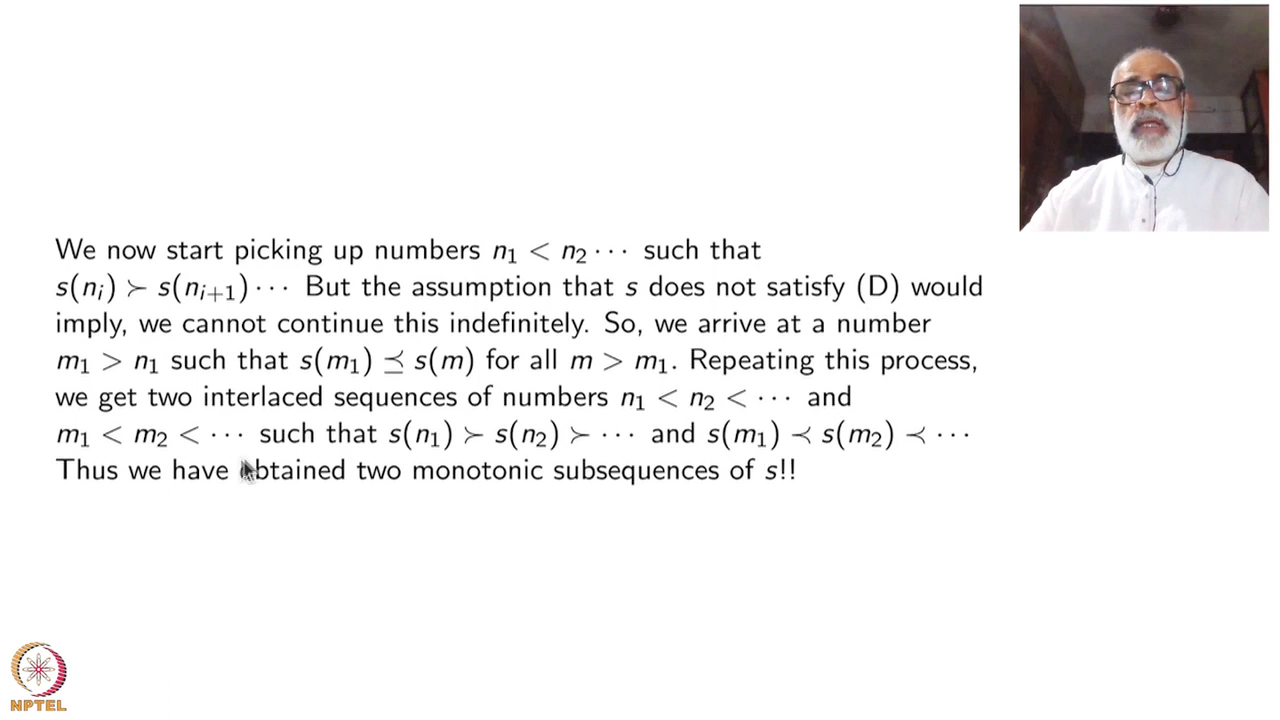 We now start picking up numbers n₁ < n₂ ⋯ such that
s(nᵢ) ≻ s(nᵢ₊₁) ⋯ But the assumption that s does not satisfy (D) would
imply, we cannot continue this indefinitely. So, we arrive at a number
m₁ > n₁ such that s(m₁) ⪯ s(m) for all m > m₁. Repeating this process,
we get two interlaced sequences of numbers n₁ < n₂ < ⋯ and
m₁ < m₂ < ⋯ such that s(n₁) ≻ s(n₂) ≻ ⋯ and s(m₁) ≺ s(m₂) ≺ ⋯
Thus we have obtained two monotonic subsequences of s!!
NPTEL